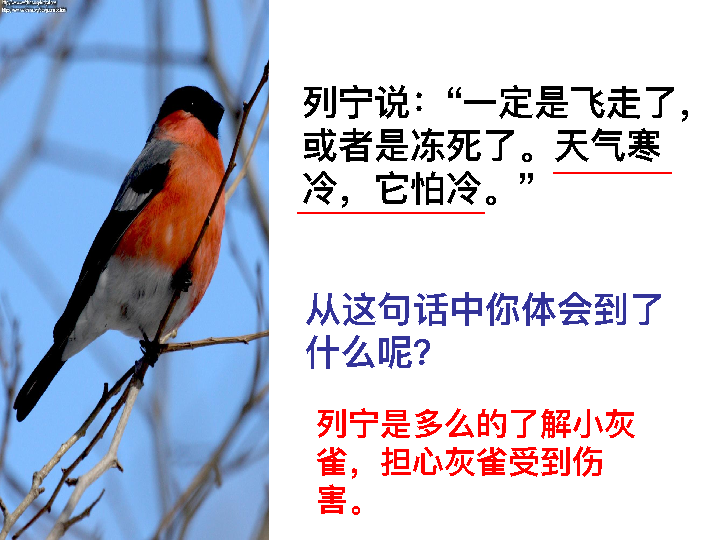 列宁说：“一定是飞走了，
或者是冻死了。天气寒
冷，它怕冷。”
从这句话中你体会到了
什么呢？
列宁是多么的了解小灰
雀，担心灰雀受到伤
害。